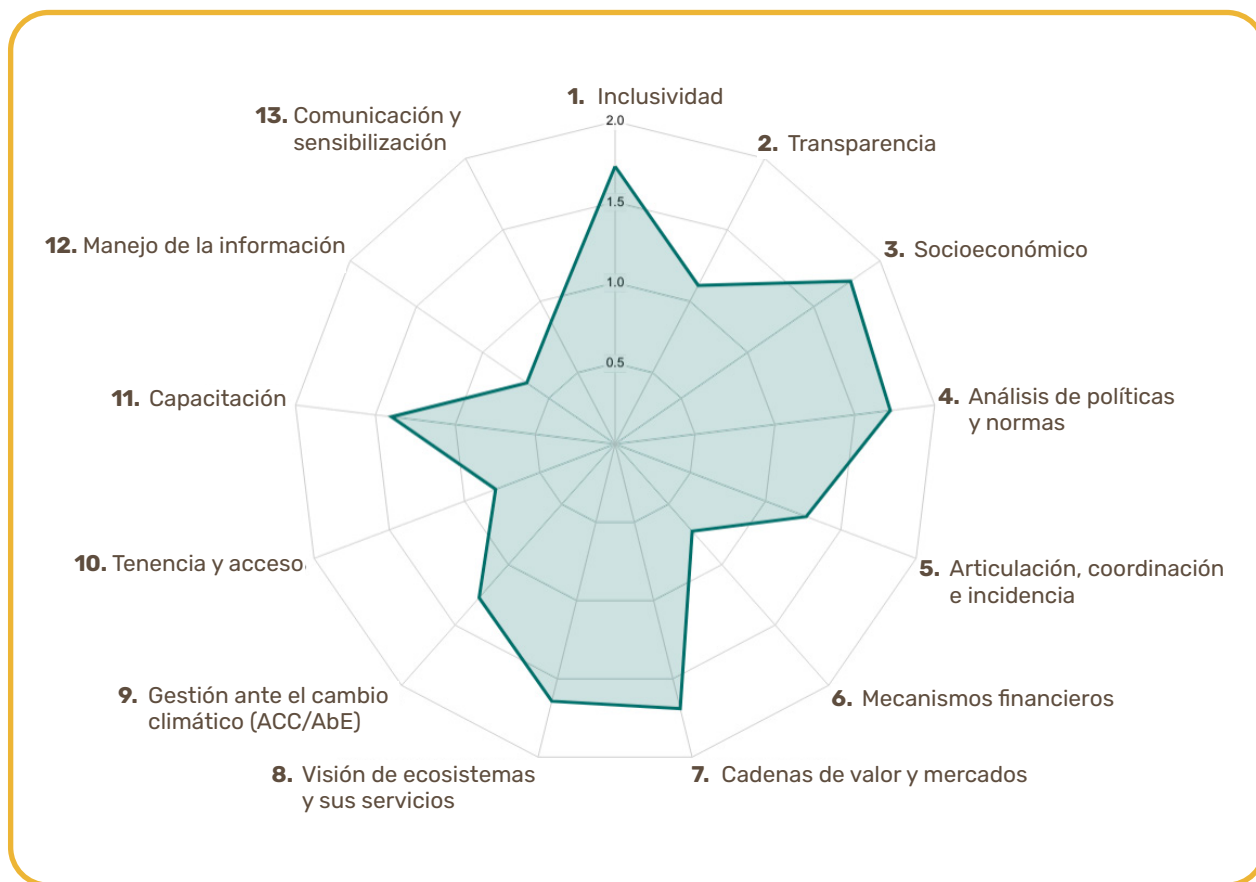 1. Inclusividad
2. Transparencia
3. Socioeconómico
4. Análisis de políticas
y normas
5. Articulación, coordinación
e incidencia
6. Mecanismos financieros
7. Cadenas de valor y mercados
8. Visión de ecosistemas
y sus servicios
9. Gestión ante el cambio
climático (ACC/AbE)
10. Tenencia y acceso
11. Capacitación
12. Manejo de la información
13. Comunicación y
sensibilización
2.0
1.5
1.0
0.5